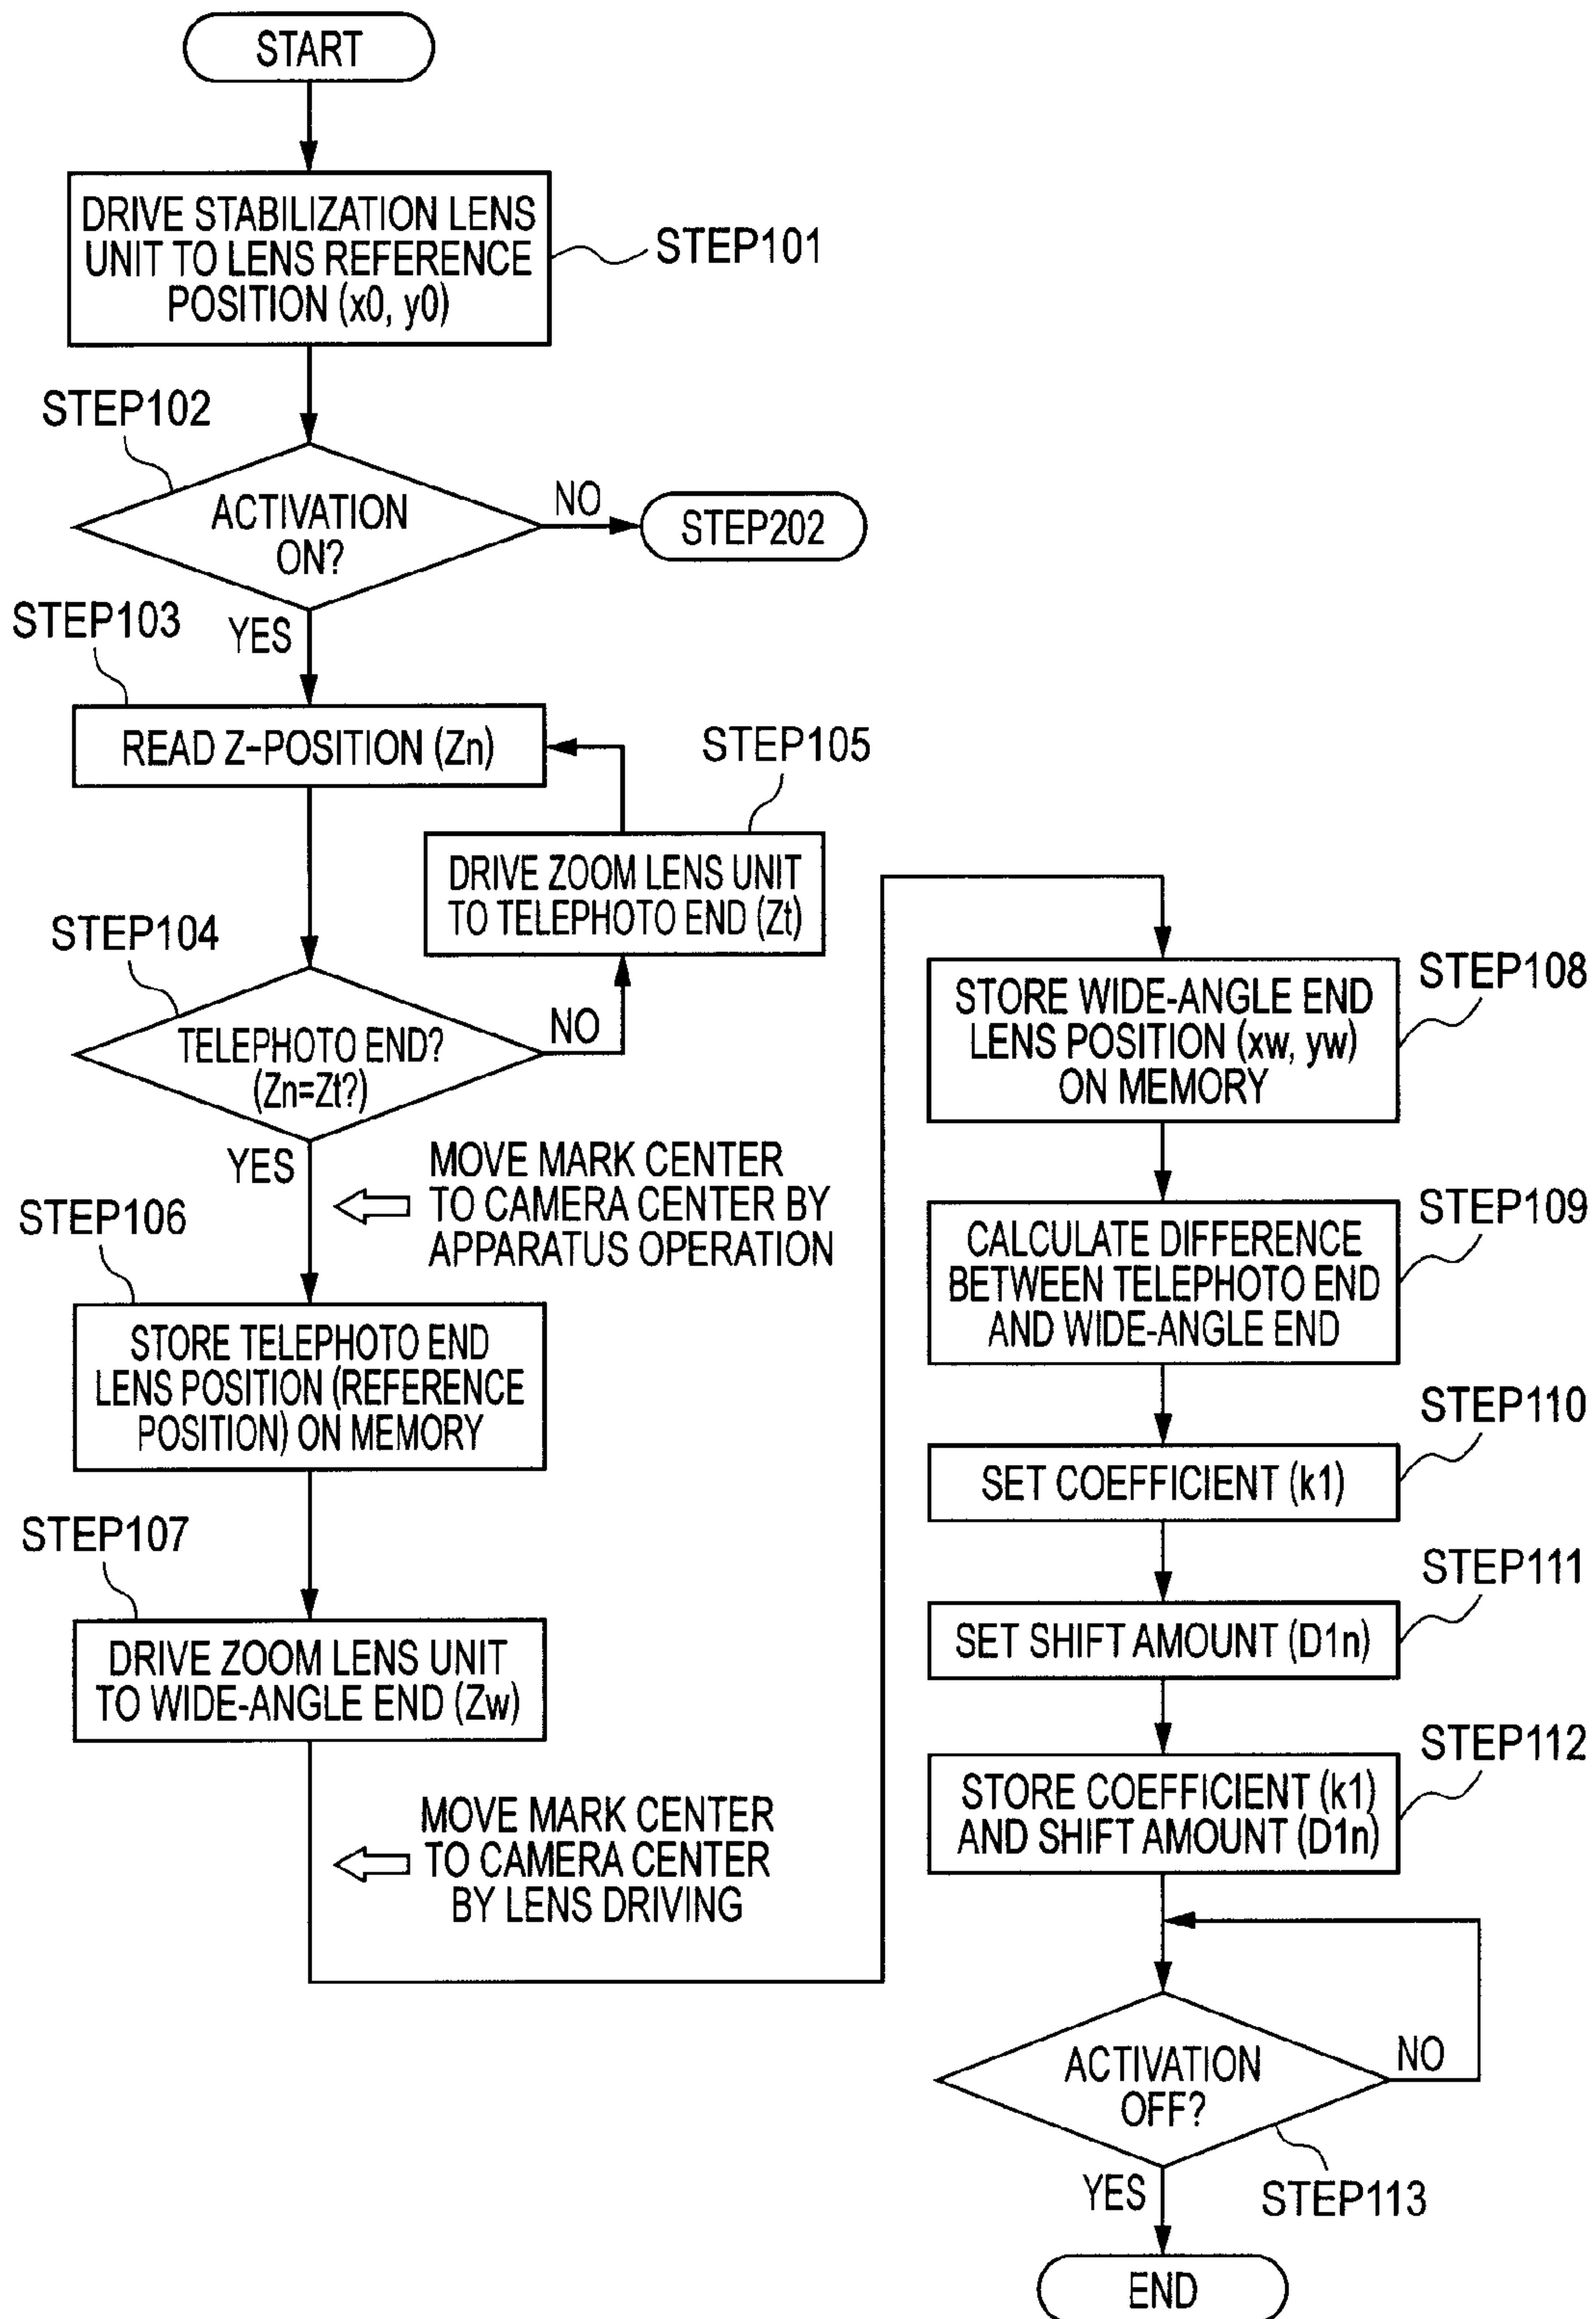 START
DRIVE STABILIZATION LENS
UNIT TO LENS REFERENCE
POSITION (x0, y0)
STEP101
STEP102
ACTIVATION
ON?
NO
STEP202
YES
STEP103
READ Z-POSITION (Zn)
STEP105
DRIVE ZOOM LENS UNIT
TO TELEPHOTO END (Zt)
STEP104
TELEPHOTO END?
(Zn=Zt?)
NO
YES
MOVE MARK CENTER
TO CAMERA CENTER BY
APPARATUS OPERATION
STEP106
STORE TELEPHOTO END
LENS POSITION (REFERENCE
POSITION) ON MEMORY
STEP107
DRIVE ZOOM LENS UNIT
TO WIDE-ANGLE END (Zw)
MOVE MARK CENTER
TO CAMERA CENTER
BY LENS DRIVING
STEP108
STORE WIDE-ANGLE END
LENS POSITION (xw, yw)
ON MEMORY
STEP109
CALCULATE DIFFERENCE
BETWEEN TELEPHOTO END
AND WIDE-ANGLE END
STEP110
SET COEFFICIENT (k1)
STEP111
SET SHIFT AMOUNT (D1n)
STEP112
STORE COEFFICIENT (k1)
AND SHIFT AMOUNT (D1n)
ACTIVATION
OFF?
NO
YES
STEP113
END